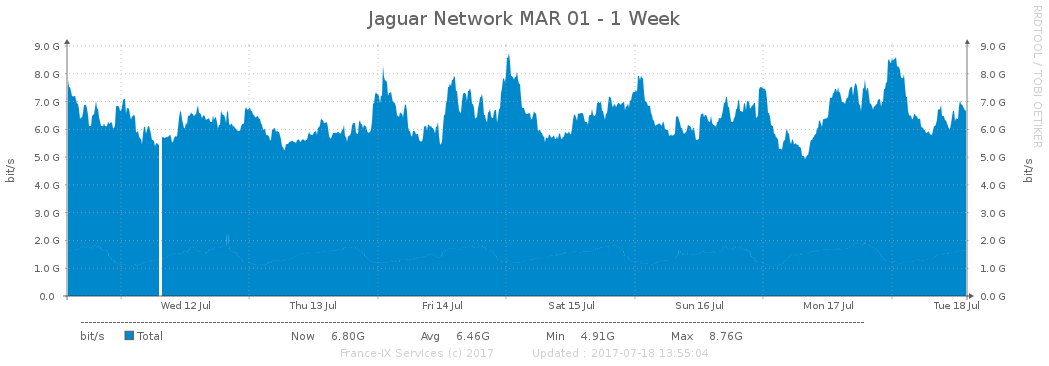 Jaguar Network MAR 01 - 1 Week
RRDTOOL / TOBI OETIKER
bit/s
9.0 G
8.0 G
7.0 G
6.0 G
5.0 G
4.0 G
3.0 G
2.0 G
1.0 G
0.0
9.0 G
8.0 G
7.0 G
6.0 G
5.0 G
4.0 G
3.0 G
2.0 G
1.0 G
0.0 G
bit/s
Wed 12 Jul Thu 13 Jul Fri 14 Jul Sat 15 Jul Sun 16 Jul Mon 17 Jul Tue 18 Jul
bit/s Total Now 6.80G Avg 6.46G Min 4.91G Max 8.76G
France-IX Services (c) 2017 Updated : 2017-07-18 13:55:04